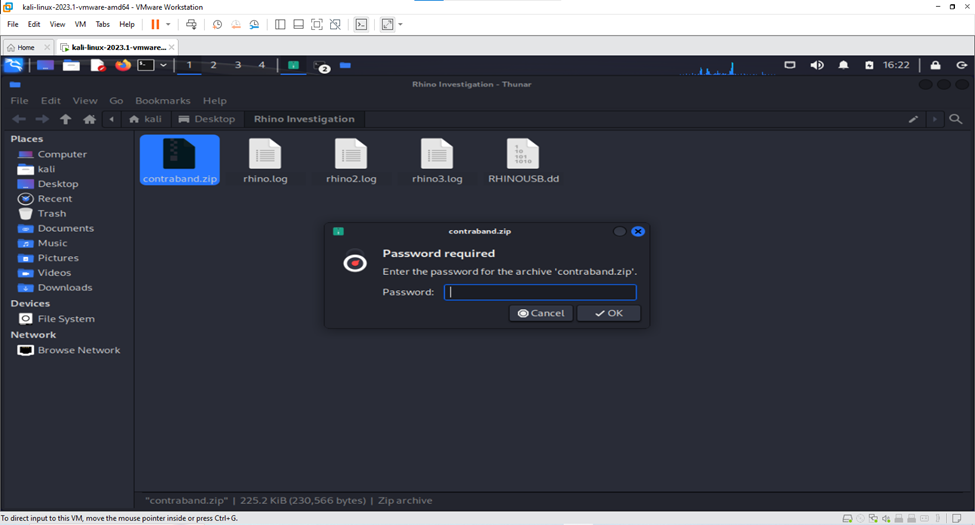 kali-linux-2023.1-vmware-amd64 - VMware Workstation
File Edit View VM Tabs Help
Home kali-linux-2023.1-vmware...
1 2 3 4 2 16:22
Rhino Investigation - Thunar
File Edit View Go Bookmarks Help
kali Desktop Rhino Investigation
Places
Computer
kali
Desktop
Recent
Trash
Documents
Music
Pictures
Videos
Downloads
Devices
File System
Network
Browse Network
contraband.zip rhino.log rhino2.log rhino3.log RHINOUSB.dd
contraband.zip
Password required
Enter the password for the archive 'contraband.zip'.
Password:
Cancel OK
"contraband.zip" | 225.2 KiB (230,566 bytes) | Zip archive
To direct input to this VM, move the mouse pointer inside or press Ctrl+G.